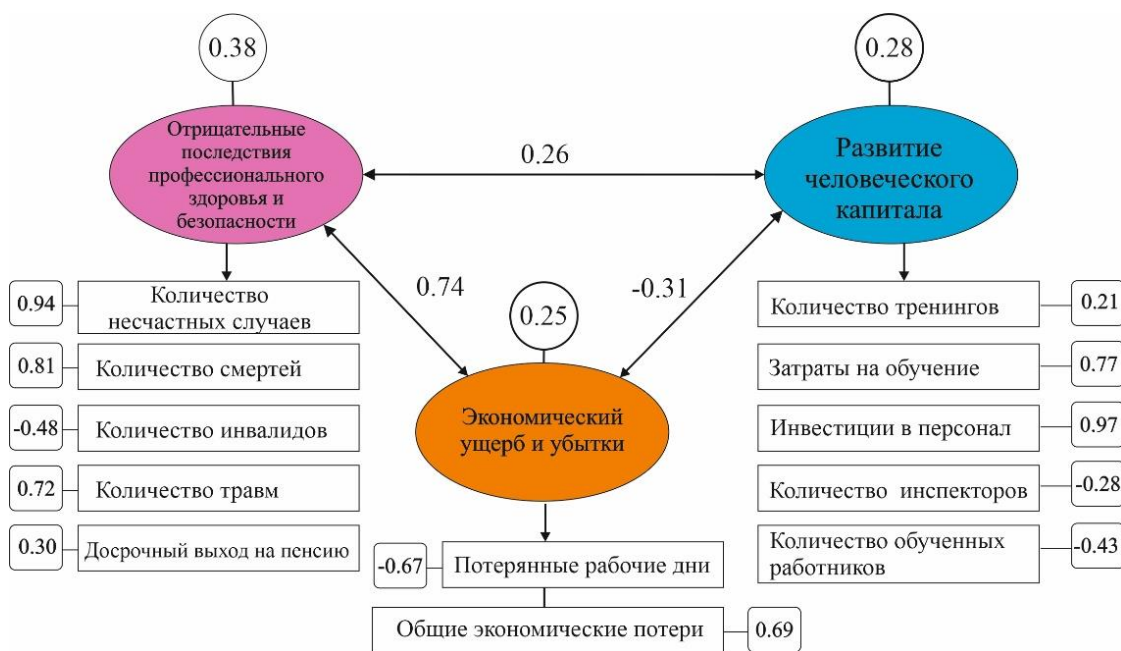 0.38
0.28
Отрицательные
последствия
профессионального
здоровья и
безопасности
0.26
Развитие
человеческого
капитала
0.74
-0.31
0.25
Экономический
ущерб и убытки
0.94
Количество
несчастных случаев
0.81
Количество смертей
-0.48
Количество инвалидов
0.72
Количество травм
0.30
Досрочный выход на пенсию
Количество тренингов
0.21
Затраты на обучение
0.77
Инвестиции в персонал
0.97
Количество инспекторов
-0.28
Количество обученных
работников
-0.43
-0.67
Потерянные рабочие дни
Общие экономические потери
0.69